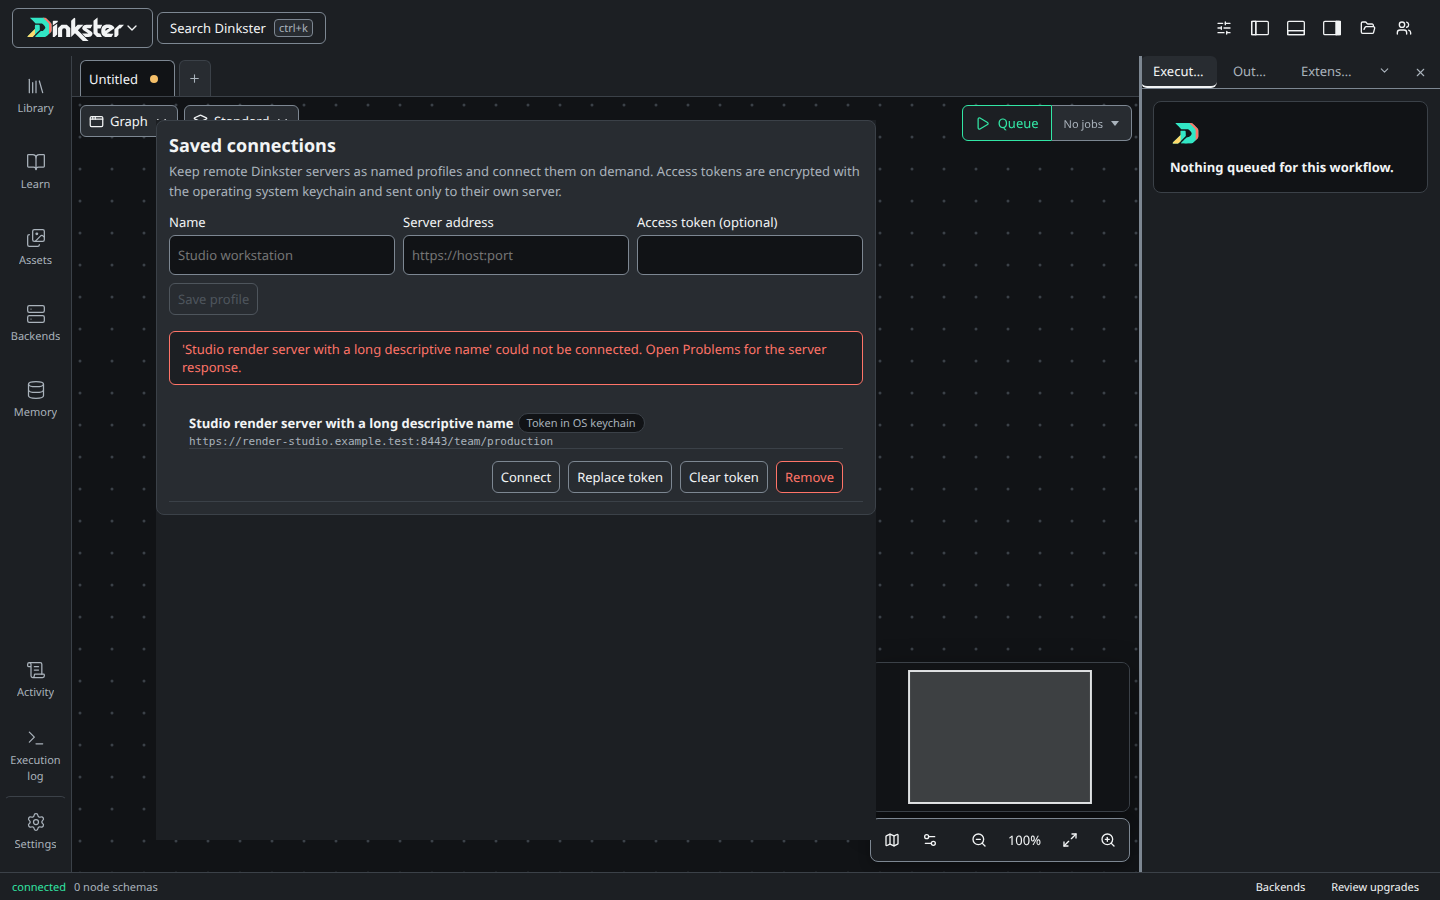 Dinkster
Search Dinkster ctrl+k
Library
Learn
Assets
Backends
Memory
Activity
Execution
log
Settings
Untitled
+
Graph
Standard
Queue
No jobs
Saved connections
Keep remote Dinkster servers as named profiles and connect them on demand. Access tokens are encrypted with
the operating system keychain and sent only to their own server.
Name
Server address
Access token (optional)
Studio workstation
https://host:port
Save profile
'Studio render server with a long descriptive name' could not be connected. Open Problems for the server
response.
Studio render server with a long descriptive name
Token in OS keychain
https://render-studio.example.test:8443/team/production
Connect
Replace token
Clear token
Remove
100%
Execut...
Out...
Extens...
Nothing queued for this workflow.
connected
0 node schemas
Backends
Review upgrades